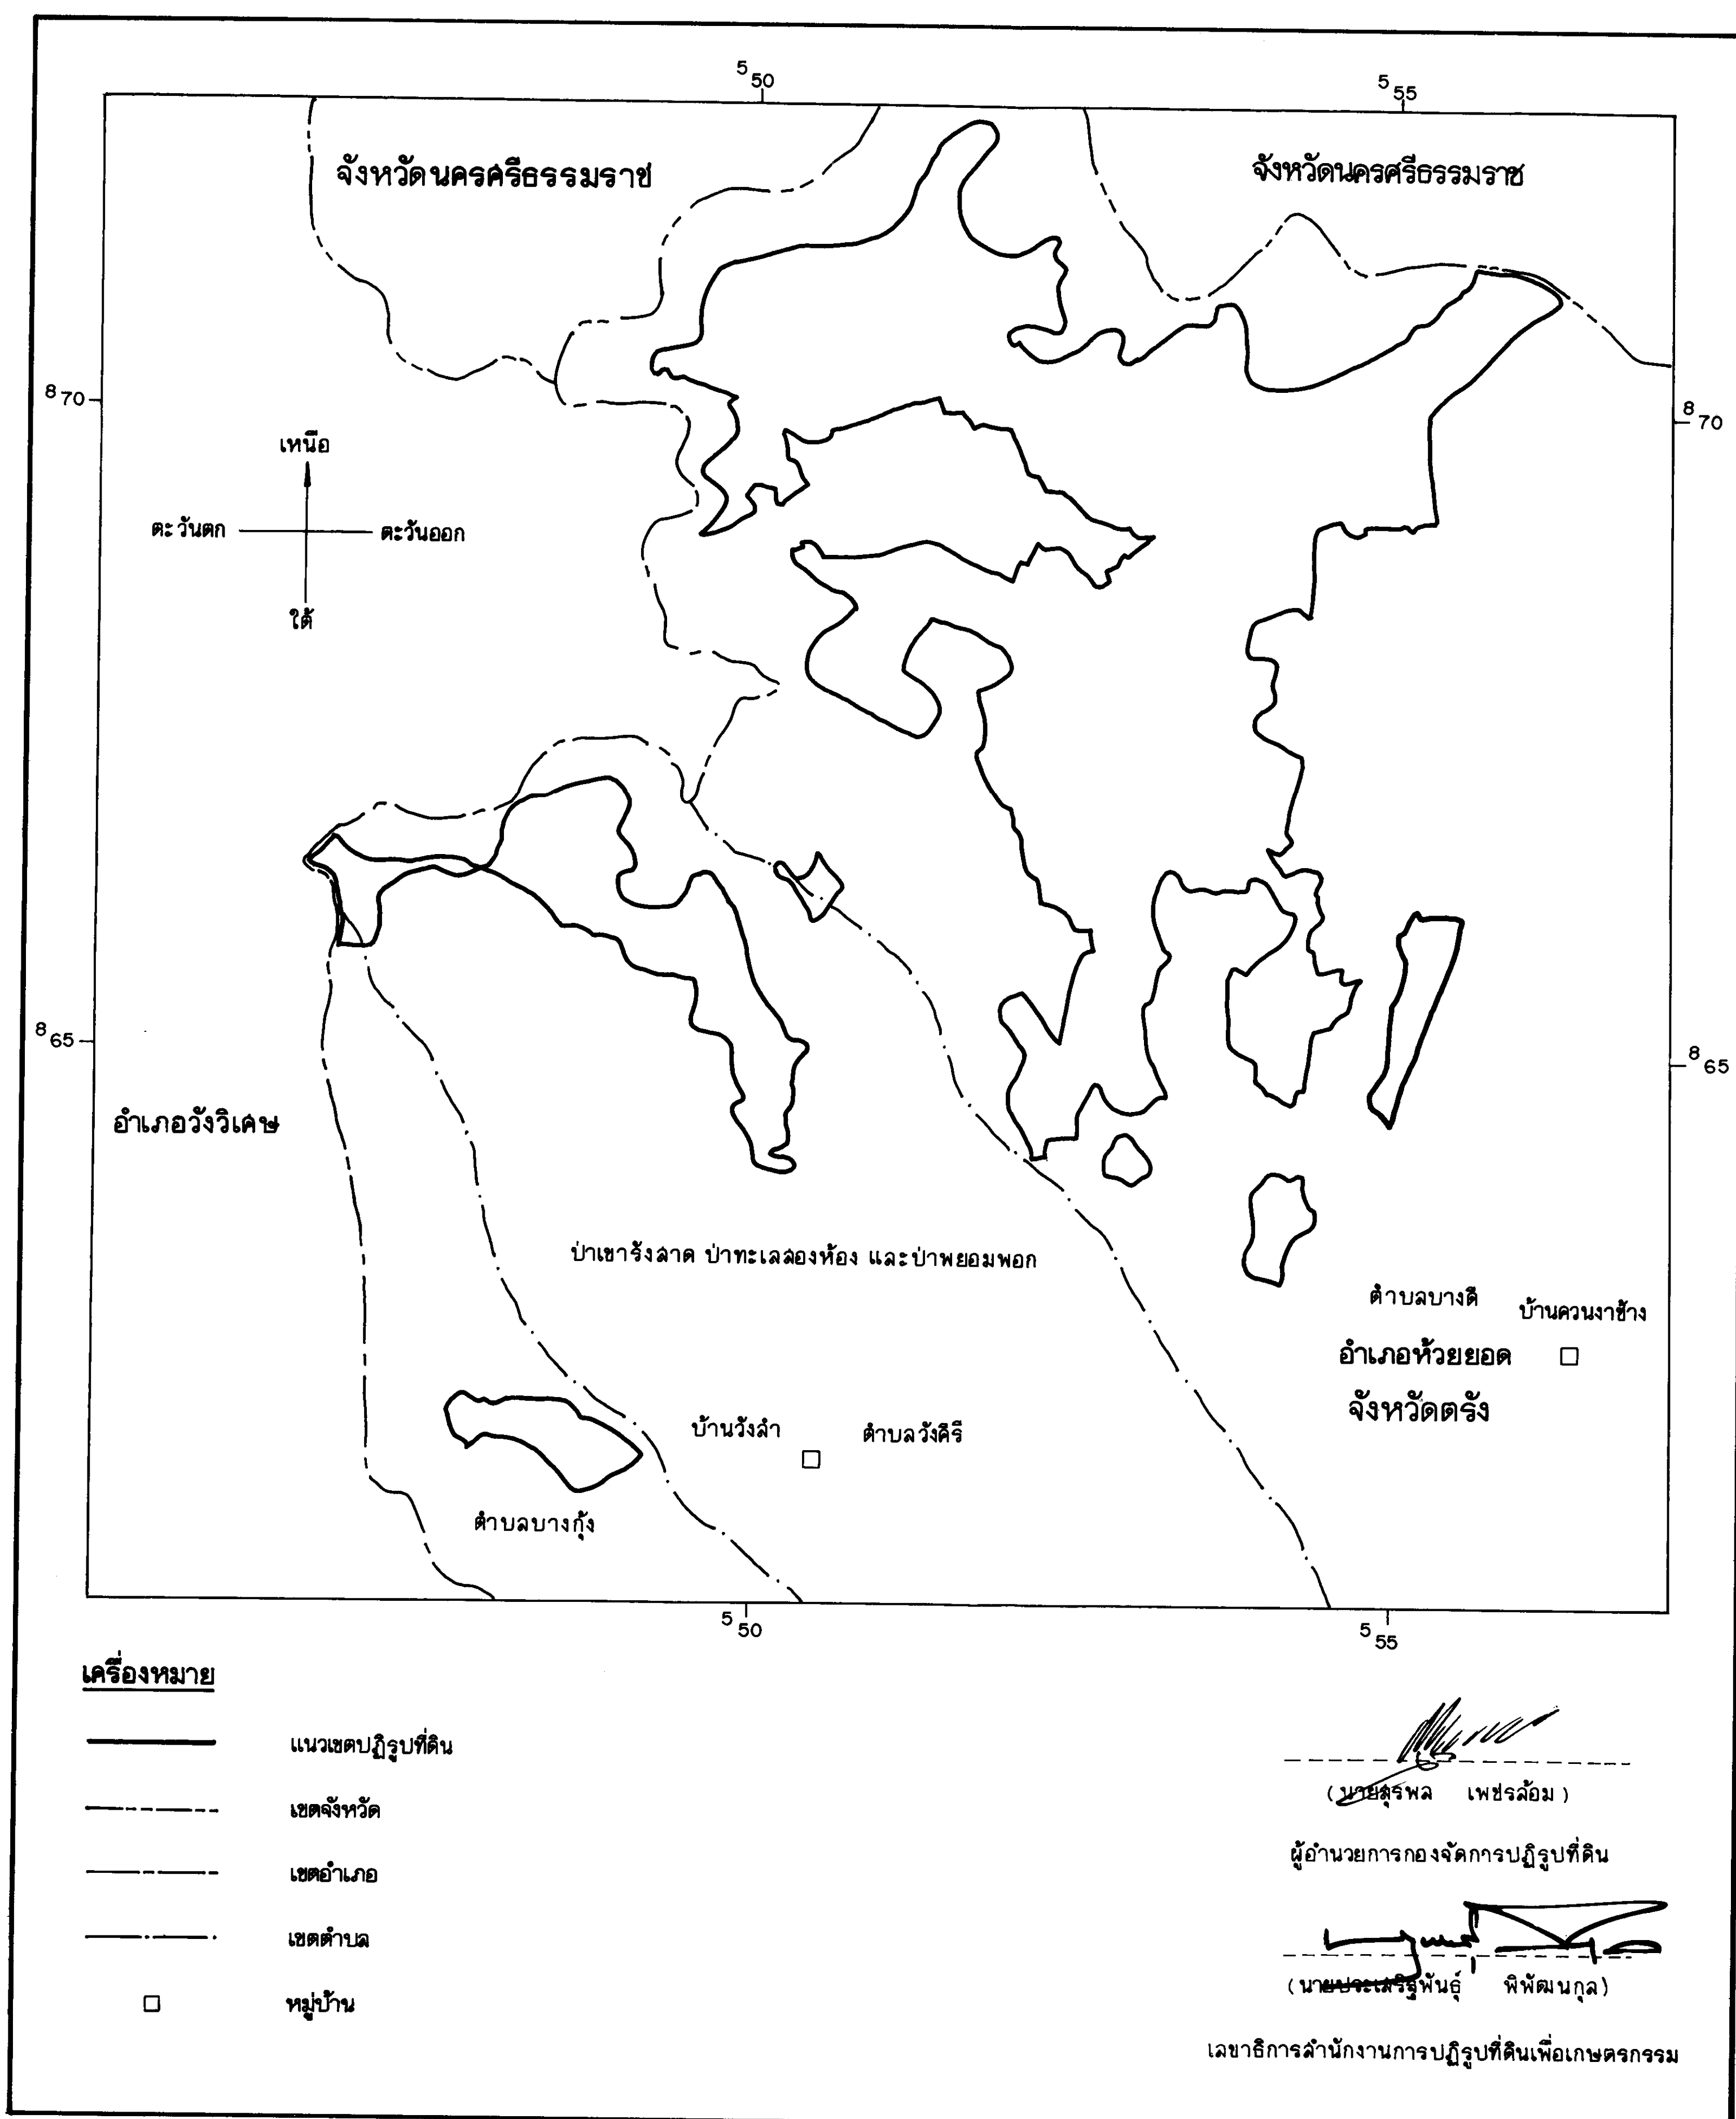 5 50
5 55
จังหวัดนครศรีธรรมราช
จังหวัดนครศรีธรรมราช
8 70
8 70
เหนือ
ตะวันตก
ตะวันออก
ใต้
8 65
8 65
อำเภอวังวิเศษ
ป่าเขารังลาด ป่าทะเลสองห้อง และป่าพยอมพอก
ตำบลบางดี
บ้านควนงาช้าง
อำเภอห้วยยอด
จังหวัดตรัง
บ้านวังลำ
ตำบลวังคีรี
ตำบลบางกุ้ง
5 50
5 55
เครื่องหมาย
แนวเขตปฏิรูปที่ดิน
เขตจังหวัด
เขตอำเภอ
เขตตำบล
หมู่บ้าน
(นายสุรพล เพชรล้อม)
ผู้อำนวยการกองจัดการปฏิรูปที่ดิน
(นายประเสริฐพันธุ์ พิพัฒนกุล)
เลขาธิการสำนักงานการปฏิรูปที่ดินเพื่อเกษตรกรรม